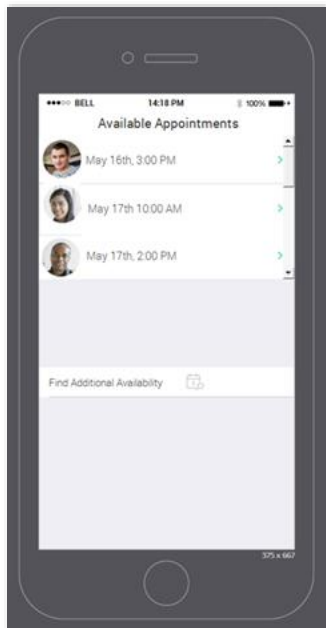 BELL 14:18 PM 100%
Available Appointments
May 16th, 3:00 PM
May 17th 10:00 AM
May 17th, 2:00 PM
Find Additional Availability
375 x 667